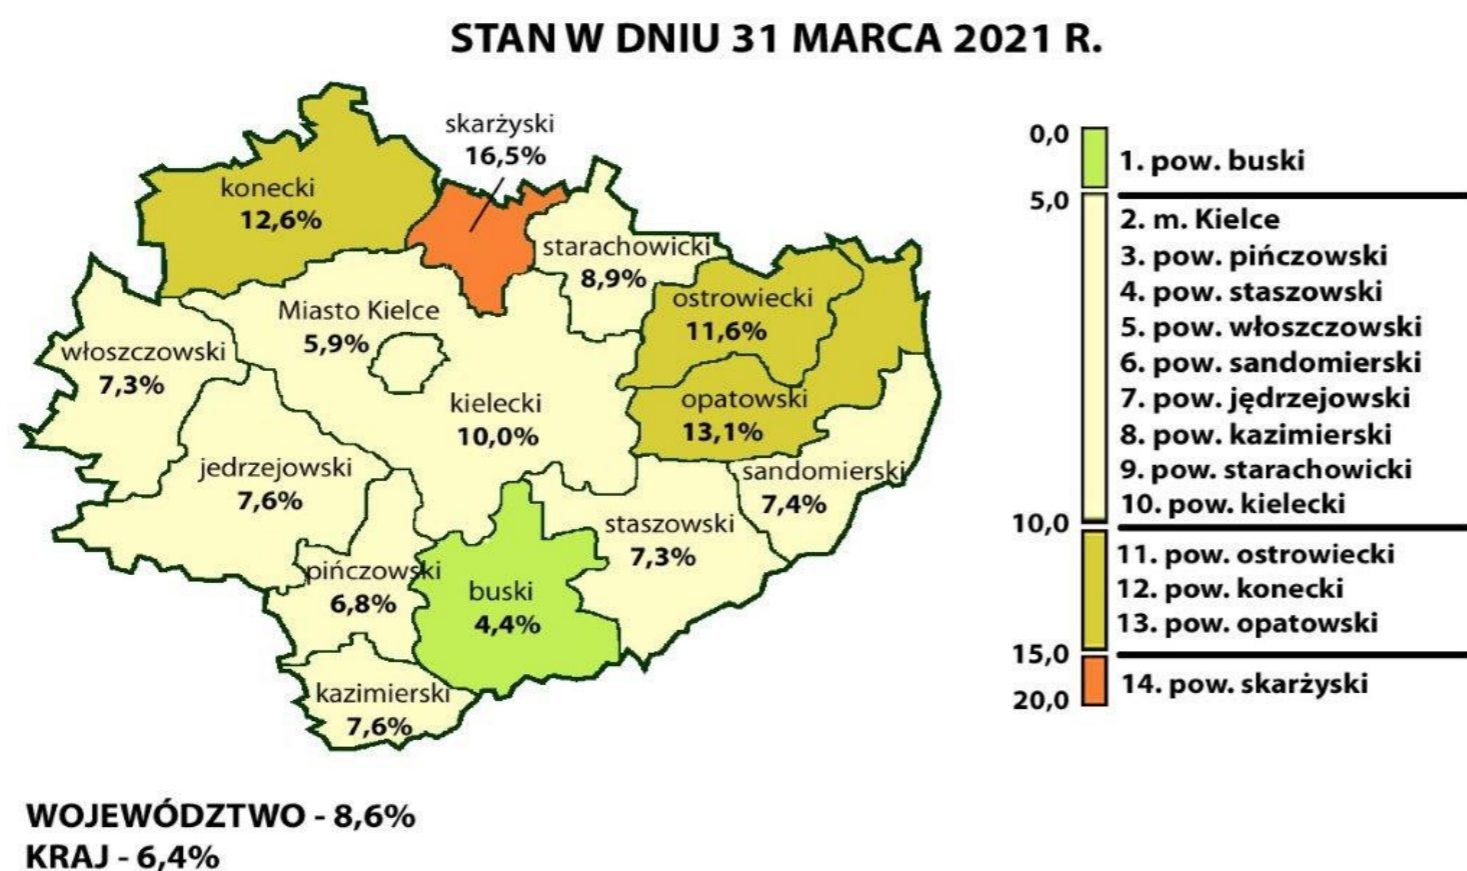 STAN W DNIU 31 MARCA 2021 R.
skarżyski
16,5%
konecki
12,6%
starachowicki
8,9%
ostrowiecki
11,6%
Miasto Kielce
5,9%
włoszczowski
7,3%
kielecki
10,0%
opatowski
13,1%
jedrzejowski
7,6%
sandomierski
7,4%
staszowski
7,3%
pińczowski
6,8%
buski
4,4%
kazimierski
7,6%
0,0
1. pow. buski
5,0
2. m. Kielce
3. pow. pińczowski
4. pow. staszowski
5. pow. włoszczowski
6. pow. sandomierski
7. pow. jędrzejowski
8. pow. kazimierski
9. pow. starachowicki
10. pow. kielecki
10,0
11. pow. ostrowiecki
12. pow. konecki
13. pow. opatowski
15,0
14. pow. skarżyski
20,0
WOJEWÓDZTWO - 8,6%
KRAJ - 6,4%